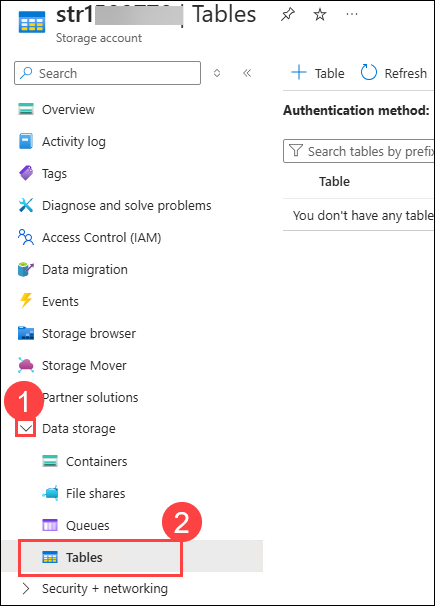 str1 | Tables
Storage account
Search
+ Table Refresh
Overview
Authentication method:
Activity log
Search tables by prefix
Tags
Table
Diagnose and solve problems
You don't have any table
Access Control (IAM)
Data migration
Events
Storage browser
Storage Mover
Partner solutions
1
Data storage
Containers
File shares
Queues
2
Tables
Security + networking